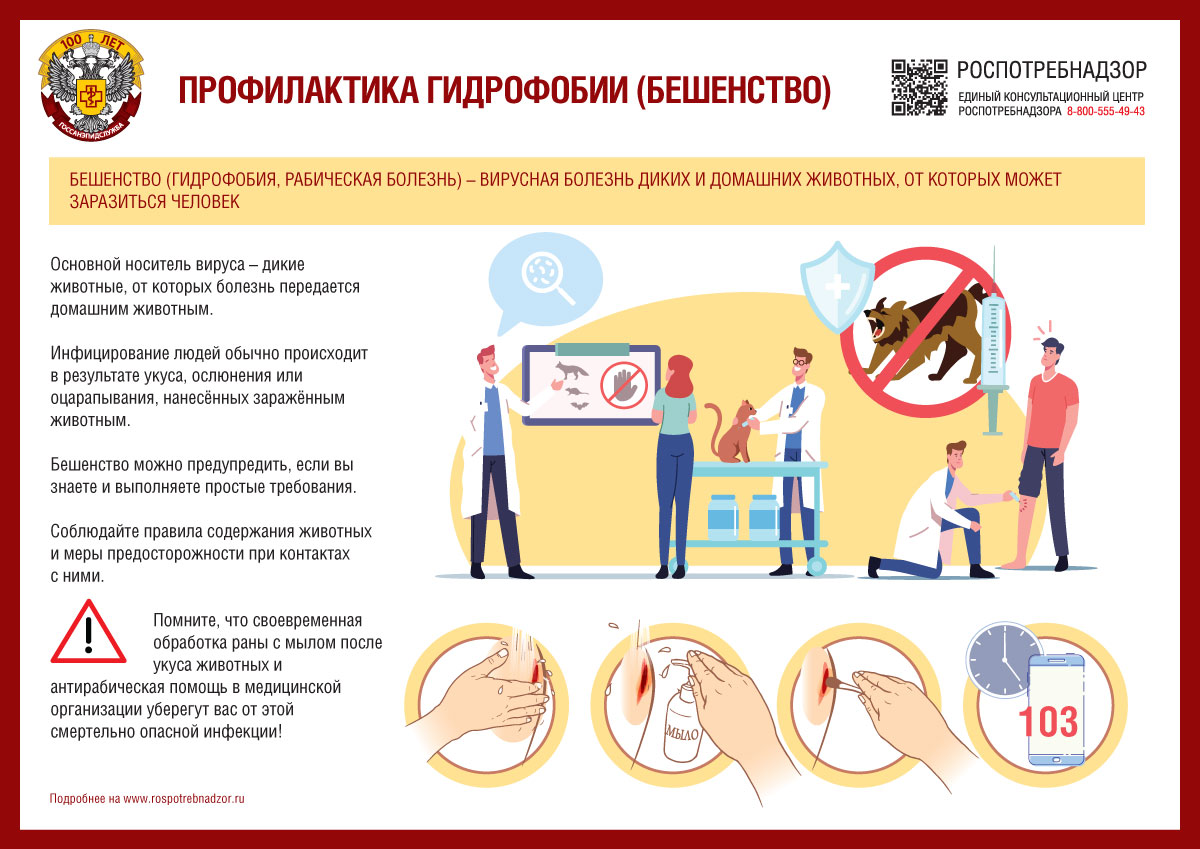 100 ЛЕТ
ГОССАНЭПИДСЛУЖБА
ПРОФИЛАКТИКА ГИДРОФОБИИ (БЕШЕНСТВО)
РОСПОТРЕБНАДЗОР
ЕДИНЫЙ КОНСУЛЬТАЦИОННЫЙ ЦЕНТР
РОСПОТРЕБНАДЗОРА 8-800-555-49-43
БЕШЕНСТВО (ГИДРОФОБИЯ, РАБИЧЕСКАЯ БОЛЕЗНЬ) – ВИРУСНАЯ БОЛЕЗНЬ ДИКИХ И ДОМАШНИХ ЖИВОТНЫХ, ОТ КОТОРЫХ МОЖЕТ
ЗАРАЗИТЬСЯ ЧЕЛОВЕК
Основной носитель вируса – дикие
животные, от которых болезнь передается
домашним животным.
Инфицирование людей обычно происходит
в результате укуса, ослюнения или
оцарапывания, нанесённых заражённым
животным.
Бешенство можно предупредить, если вы
знаете и выполняете простые требования.
Соблюдайте правила содержания животных
и меры предосторожности при контактах
с ними.
Помните, что своевременная
обработка раны с мылом после
укуса животных и
антирабическая помощь в медицинской
организации уберегут вас от этой
смертельно опасной инфекции!
МЫЛО
103
Подробнее на www.rospotrebnadzor.ru